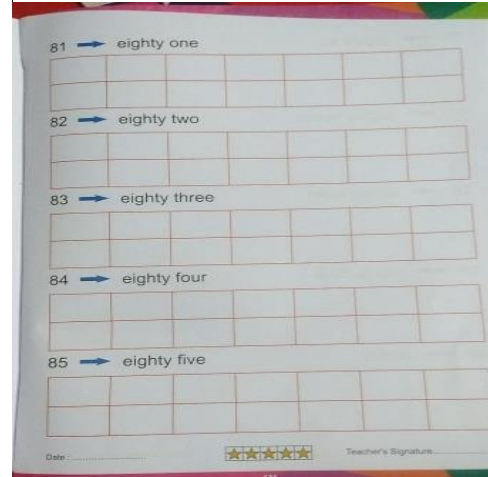 81 → eighty one
82 → eighty two
83 → eighty three
84 → eighty four
85 → eighty five
Date :........................ Teacher's Signature........................